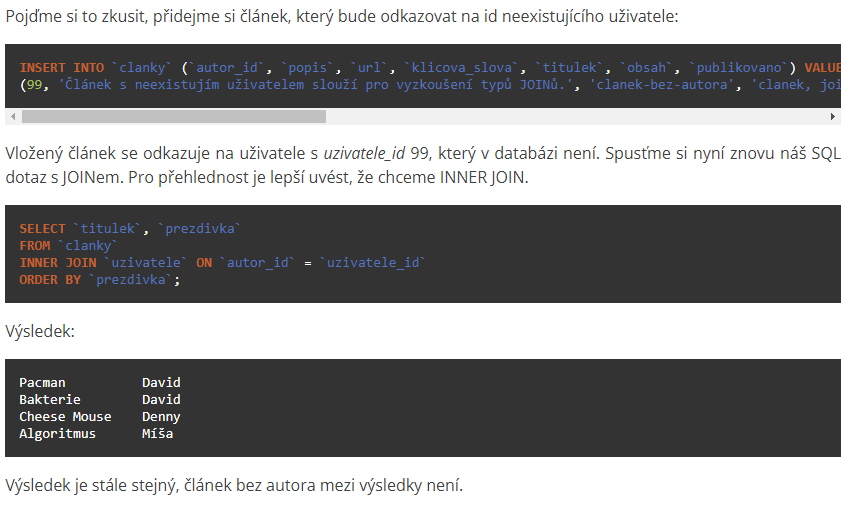 Pojďme si to zkusit, přidejme si článek, který bude odkazovat na id neexistujícího uživatele:
INSERT INTO `clanky` (`autor_id`, `popis`, `url`, `klicova_slova`, `titulek`, `obsah`, `publikovano`) VALUE
(99, 'Článek s neexistujím uživatelem slouží pro vyzkoušení typů JOINů.', 'clanek-bez-autora', 'clanek, joi
Vložený článek se odkazuje na uživatele s uzivatele_id 99, který v databázi není. Spusťme si nyní znovu náš SQL
dotaz s JOINem. Pro přehlednost je lepší uvést, že chceme INNER JOIN.
SELECT `titulek`, `prezdivka`
FROM `clanky`
INNER JOIN `uzivatele` ON `autor_id` = `uzivatele_id`
ORDER BY `prezdivka`;
Výsledek:
Pacman David
Bakterie David
Cheese Mouse Denny
Algoritmus Míša
Výsledek je stále stejný, článek bez autora mezi výsledky není.